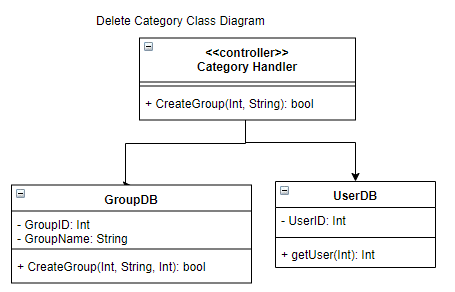 Delete Category Class Diagram
<<controller>>
Category Handler
+ CreateGroup(Int, String): bool
GroupDB
- GroupID: Int
- GroupName: String
+ CreateGroup(Int, String, Int): bool
UserDB
- UserID: Int
+ getUser(Int): Int